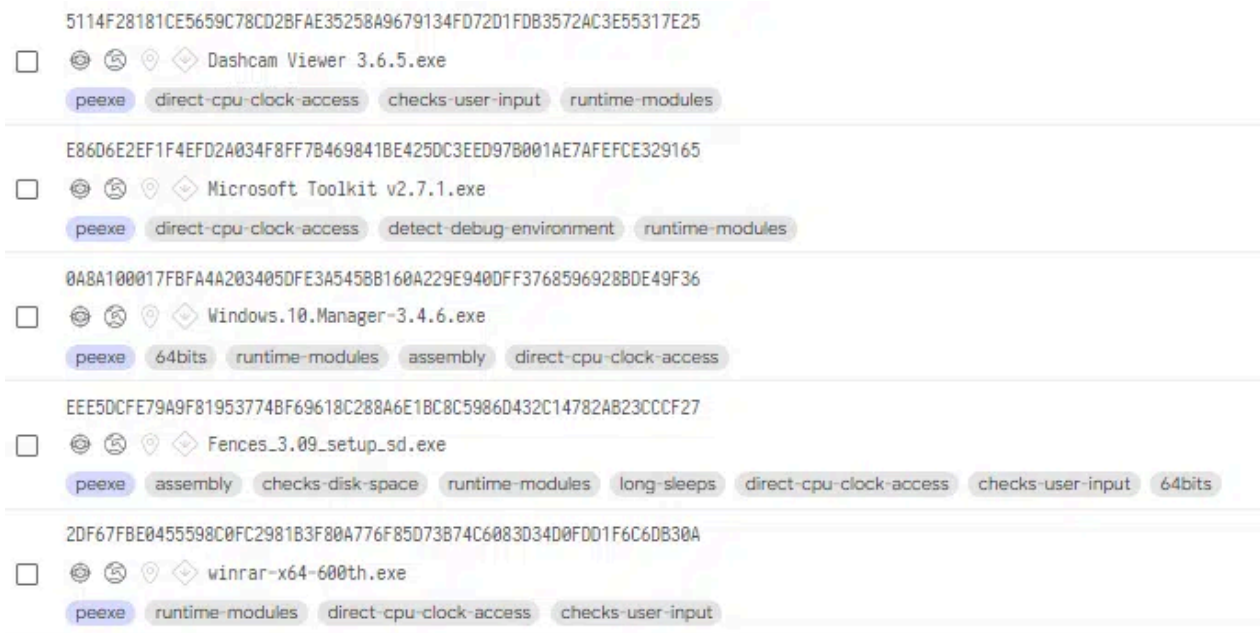 5114F28181CE5659C78CD2BFAE35258A9679134FD72D1FDB3572AC3E55317E25
Dashcam Viewer 3.6.5.exe
peexe direct-cpu-clock-access checks-user-input runtime-modules
E86D6E2EF1F4EFD2A034F8FF7B469841BE425DC3EED97B001AE7AFEFCE329165
Microsoft Toolkit v2.7.1.exe
peexe direct-cpu-clock-access detect-debug-environment runtime-modules
0A8A100017FBFA4A203405DFE3A545BB160A229E940DFF3768596928BDE49F36
Windows.10.Manager-3.4.6.exe
peexe 64bits runtime-modules assembly direct-cpu-clock-access
EEE5DCFE79A9F81953774BF69618C288A6E1BC8C5986D432C14782AB23CCCF27
Fences_3.09_setup_sd.exe
peexe assembly checks-disk-space runtime-modules long-sleeps direct-cpu-clock-access checks-user-input 64bits
2DF67FBE0455598C0FC2981B3F80A776F85D73B74C6083D34D0FDD1F6C6DB30A
winrar-x64-600th.exe
peexe runtime-modules direct-cpu-clock-access checks-user-input